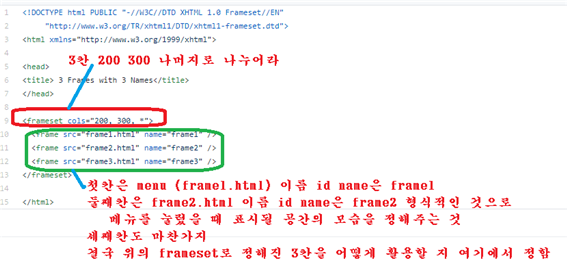 1 <!DOCTYPE html PUBLIC "-//W3C//DTD XHTML 1.0 Frameset//EN"
2 "http://www.w3.org/TR/xhtml1/DTD/xhtml1-frameset.dtd">
3 <html xmlns="http://www.w3.org/1999/xhtml">
4
5 <head>
3칸 200 300 나머지로 나누어라
6 <title> 3 Frames with 3 Names</title>
7 </head>
8
9 <frameset cols="200, 300, *">
10 <frame src="frame1.html" name="frame1" />
11 <frame src="frame2.html" name="frame2" />
12 <frame src="frame3.html" name="frame3" />
13 </frameset>
첫칸은 menu (frame1.html) 이름 id name은 frame1
14
둘째칸은 frame2.html 이름 id name은 frame2 형식적인 것으로
15 </html>
메뉴를 눌렀을 때 표시될 공간의 모습을 정해주는 것
세째칸도 마찬가지
결국 위의 frameset로 정해진 3칸을 어떻게 활용할 지 여기에서 정함